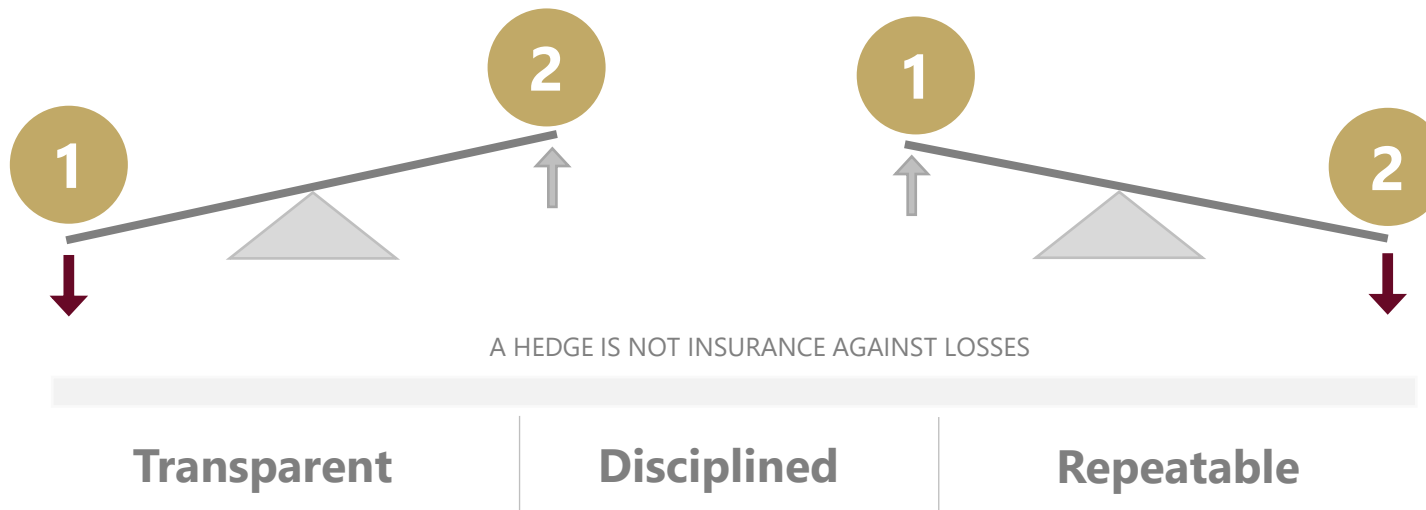 1
2
1
2
A HEDGE IS NOT INSURANCE AGAINST LOSSES
Transparent
Disciplined
Repeatable